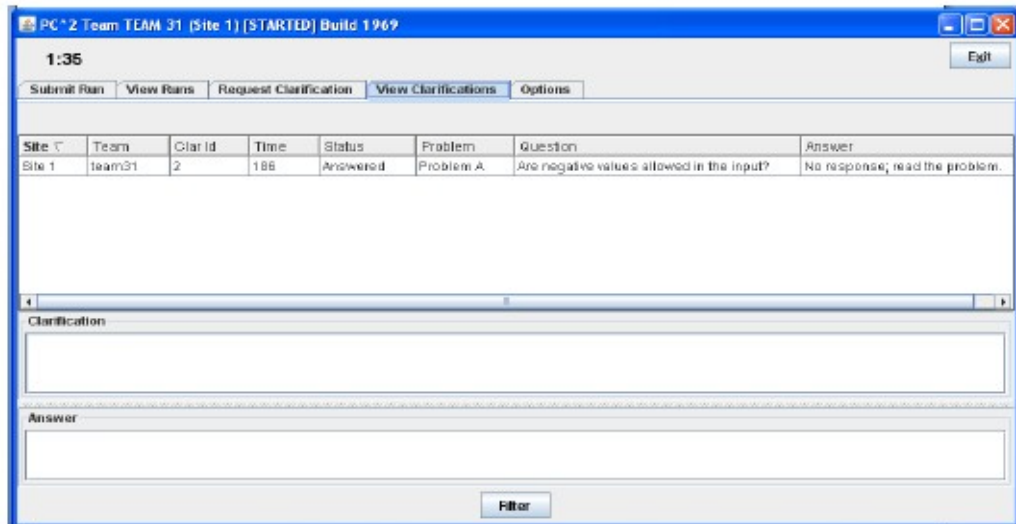 PC^2 Team TEAM 31 (Site 1) [STARTED] Build 1969
1:35 Exit
Submit Run View Runs Request Clarification View Clarifications Options
Site Team Clar Id Time Status Problem Question Answer
Site 1 team31 2 186 Answered Problem A Are negative values allowed in the input? No response; read the problem.
Clarification
Answer
Filter